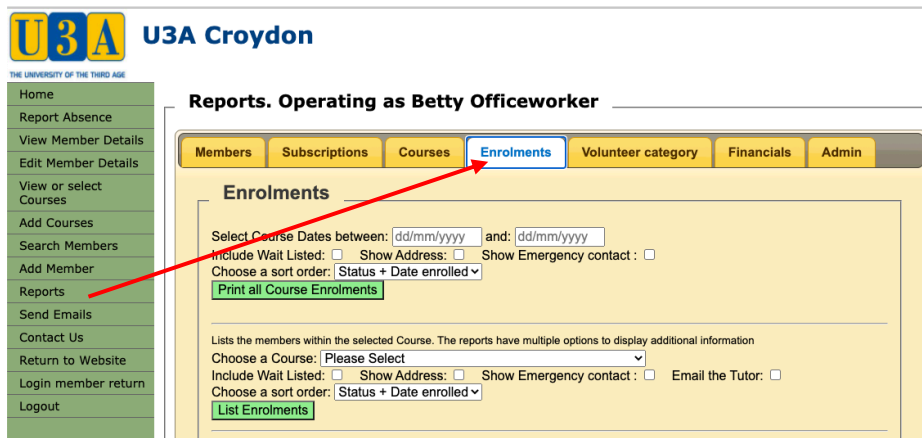 U3A
U3A Croydon
THE UNIVERSITY OF THE THIRD AGE
Home
Report Absence
View Member Details
Edit Member Details
View or select
Courses
Add Courses
Search Members
Add Member
Reports
Send Emails
Contact Us
Return to Website
Login member return
Logout
Reports. Operating as Betty Officeworker
Members Subscriptions Courses Enrolments Volunteer category Financials Admin
Enrolments
Select Course Dates between: dd/mm/yyyy and: dd/mm/yyyy
Include Wait Listed: Show Address: Show Emergency contact :
Choose a sort order: Status + Date enrolled
Print all Course Enrolments
Lists the members within the selected Course. The reports have multiple options to display additional information
Choose a Course: Please Select
Include Wait Listed: Show Address: Show Emergency contact : Email the Tutor:
Choose a sort order: Status + Date enrolled
List Enrolments